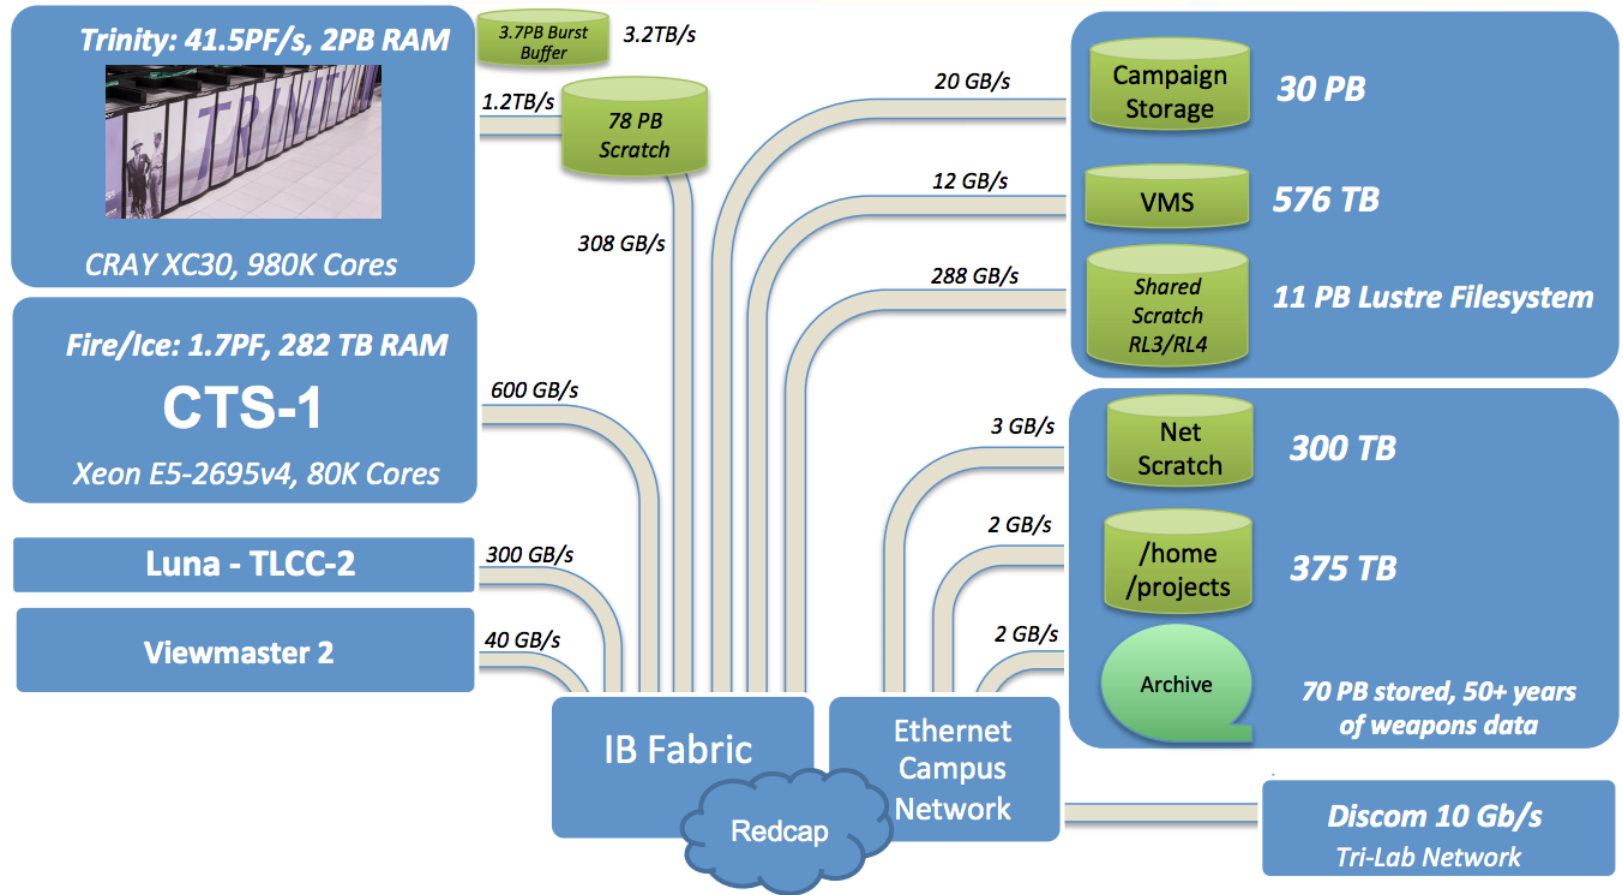 Trinity: 41.5PF/s, 2PB RAM
TRINITY
CRAY XC30, 980K Cores
3.7PB Burst
Buffer
3.2TB/s
1.2TB/s
78 PB
Scratch
308 GB/s
Fire/Ice: 1.7PF, 282 TB RAM
CTS-1
Xeon E5-2695v4, 80K Cores
600 GB/s
Luna - TLCC-2
300 GB/s
Viewmaster 2
40 GB/s
20 GB/s
Campaign
Storage
30 PB
12 GB/s
VMS
576 TB
288 GB/s
Shared
Scratch
RL3/RL4
11 PB Lustre Filesystem
3 GB/s
Net
Scratch
300 TB
2 GB/s
/home
/projects
375 TB
2 GB/s
Archive
70 PB stored, 50+ years
of weapons data
IB Fabric
Ethernet
Campus
Network
Redcap
Discom 10 Gb/s
Tri-Lab Network